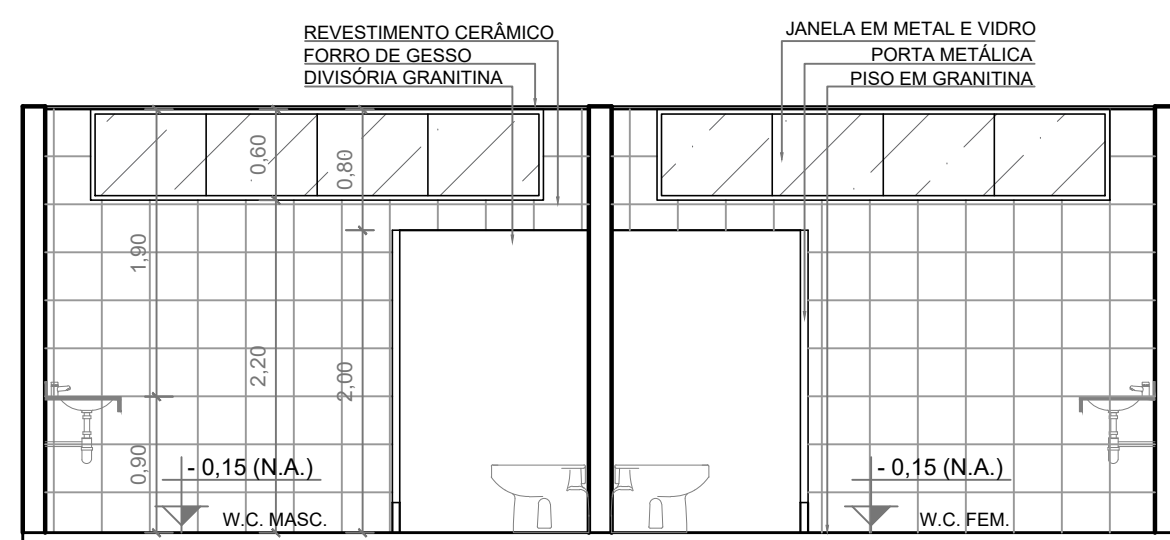 REVESTIMENTO CERÂMICO
FORRO DE GESSO
DIVISÓRIA GRANITINA
JANELA EM METAL E VIDRO
PORTA METÁLICA
PISO EM GRANITINA
0,60
0,80
1,90
2,20
2,00
0,90
- 0,15 (N.A.)
W.C. MASC.
- 0,15 (N.A.)
W.C. FEM.